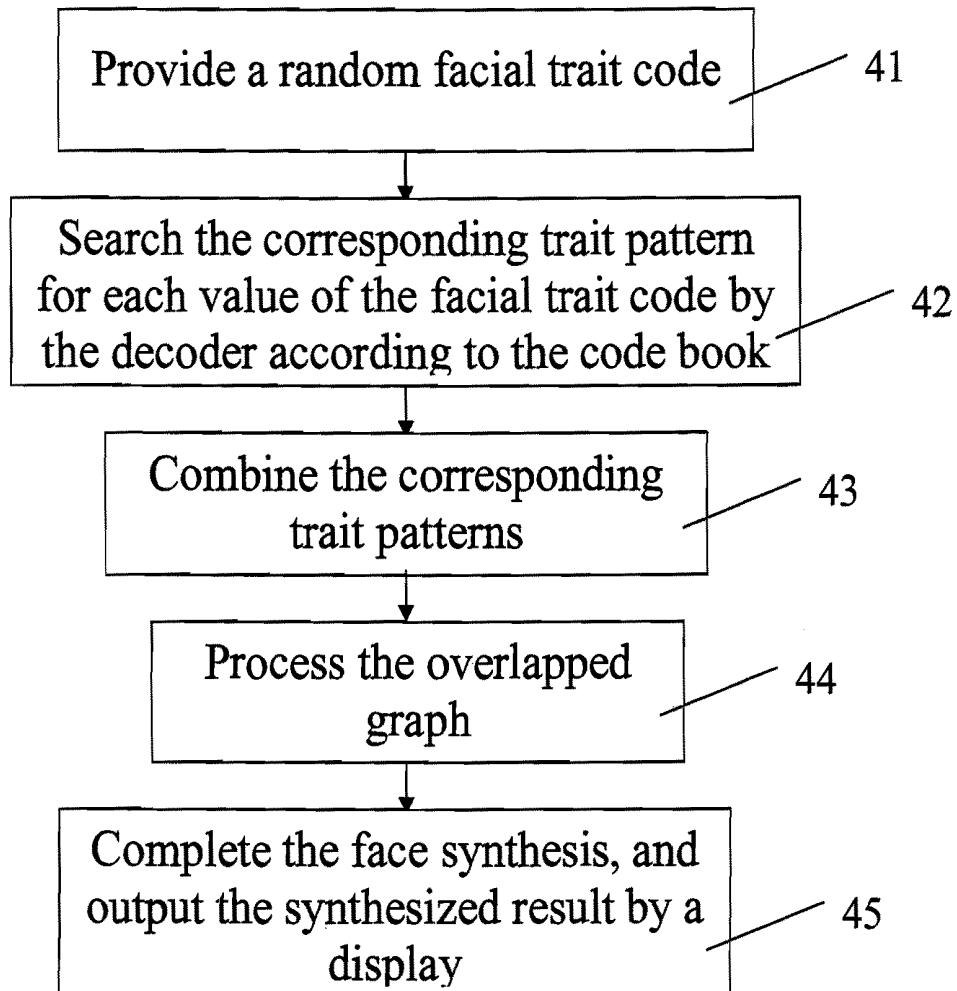 Provide a random facial trait code
41
Search the corresponding trait pattern
for each value of the facial trait code by
the decoder according to the code book
42
Combine the corresponding
trait patterns
43
Process the overlapped
graph
44
Complete the face synthesis, and
output the synthesized result by a
display
45